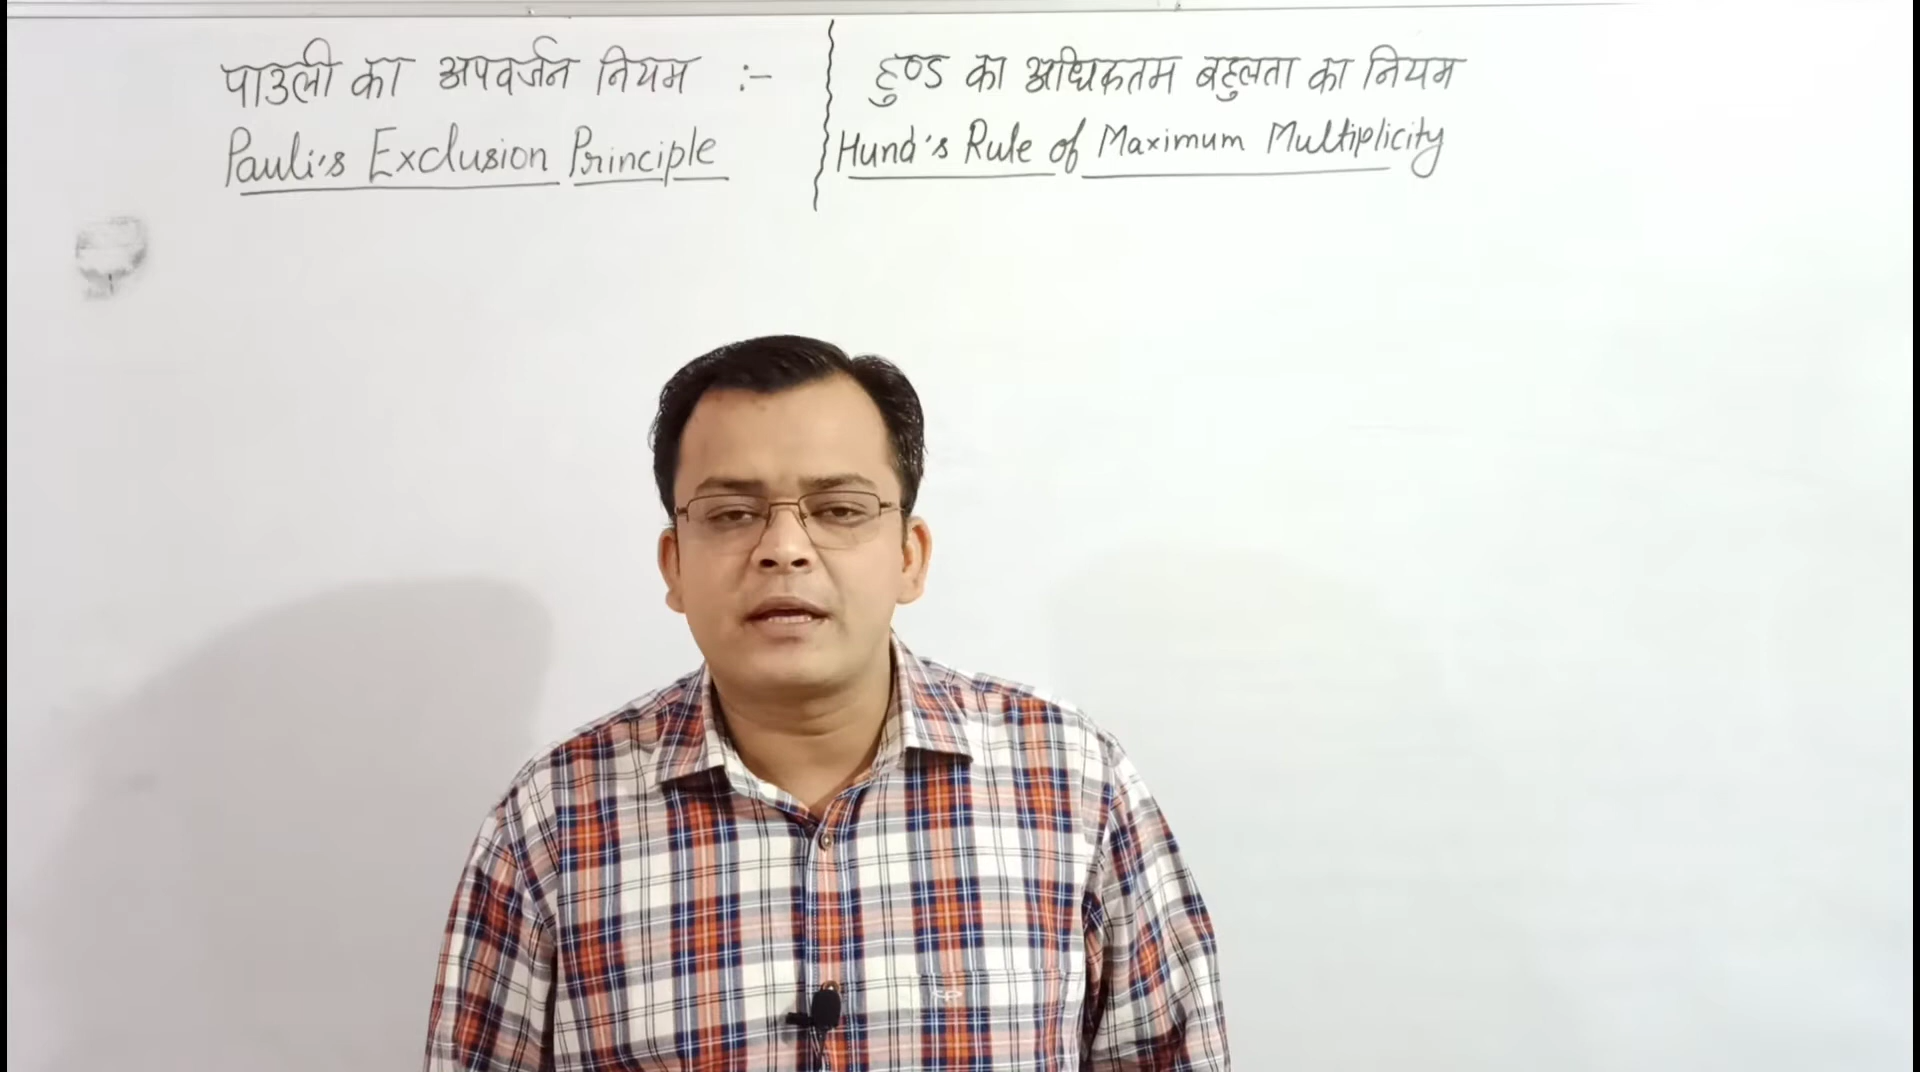 पाउली का अपवर्जन नियम :-
Pauli's Exclusion Principle
हुण्ड का अधिकतम बहुलता का नियम
Hund's Rule of Maximum Multiplicity